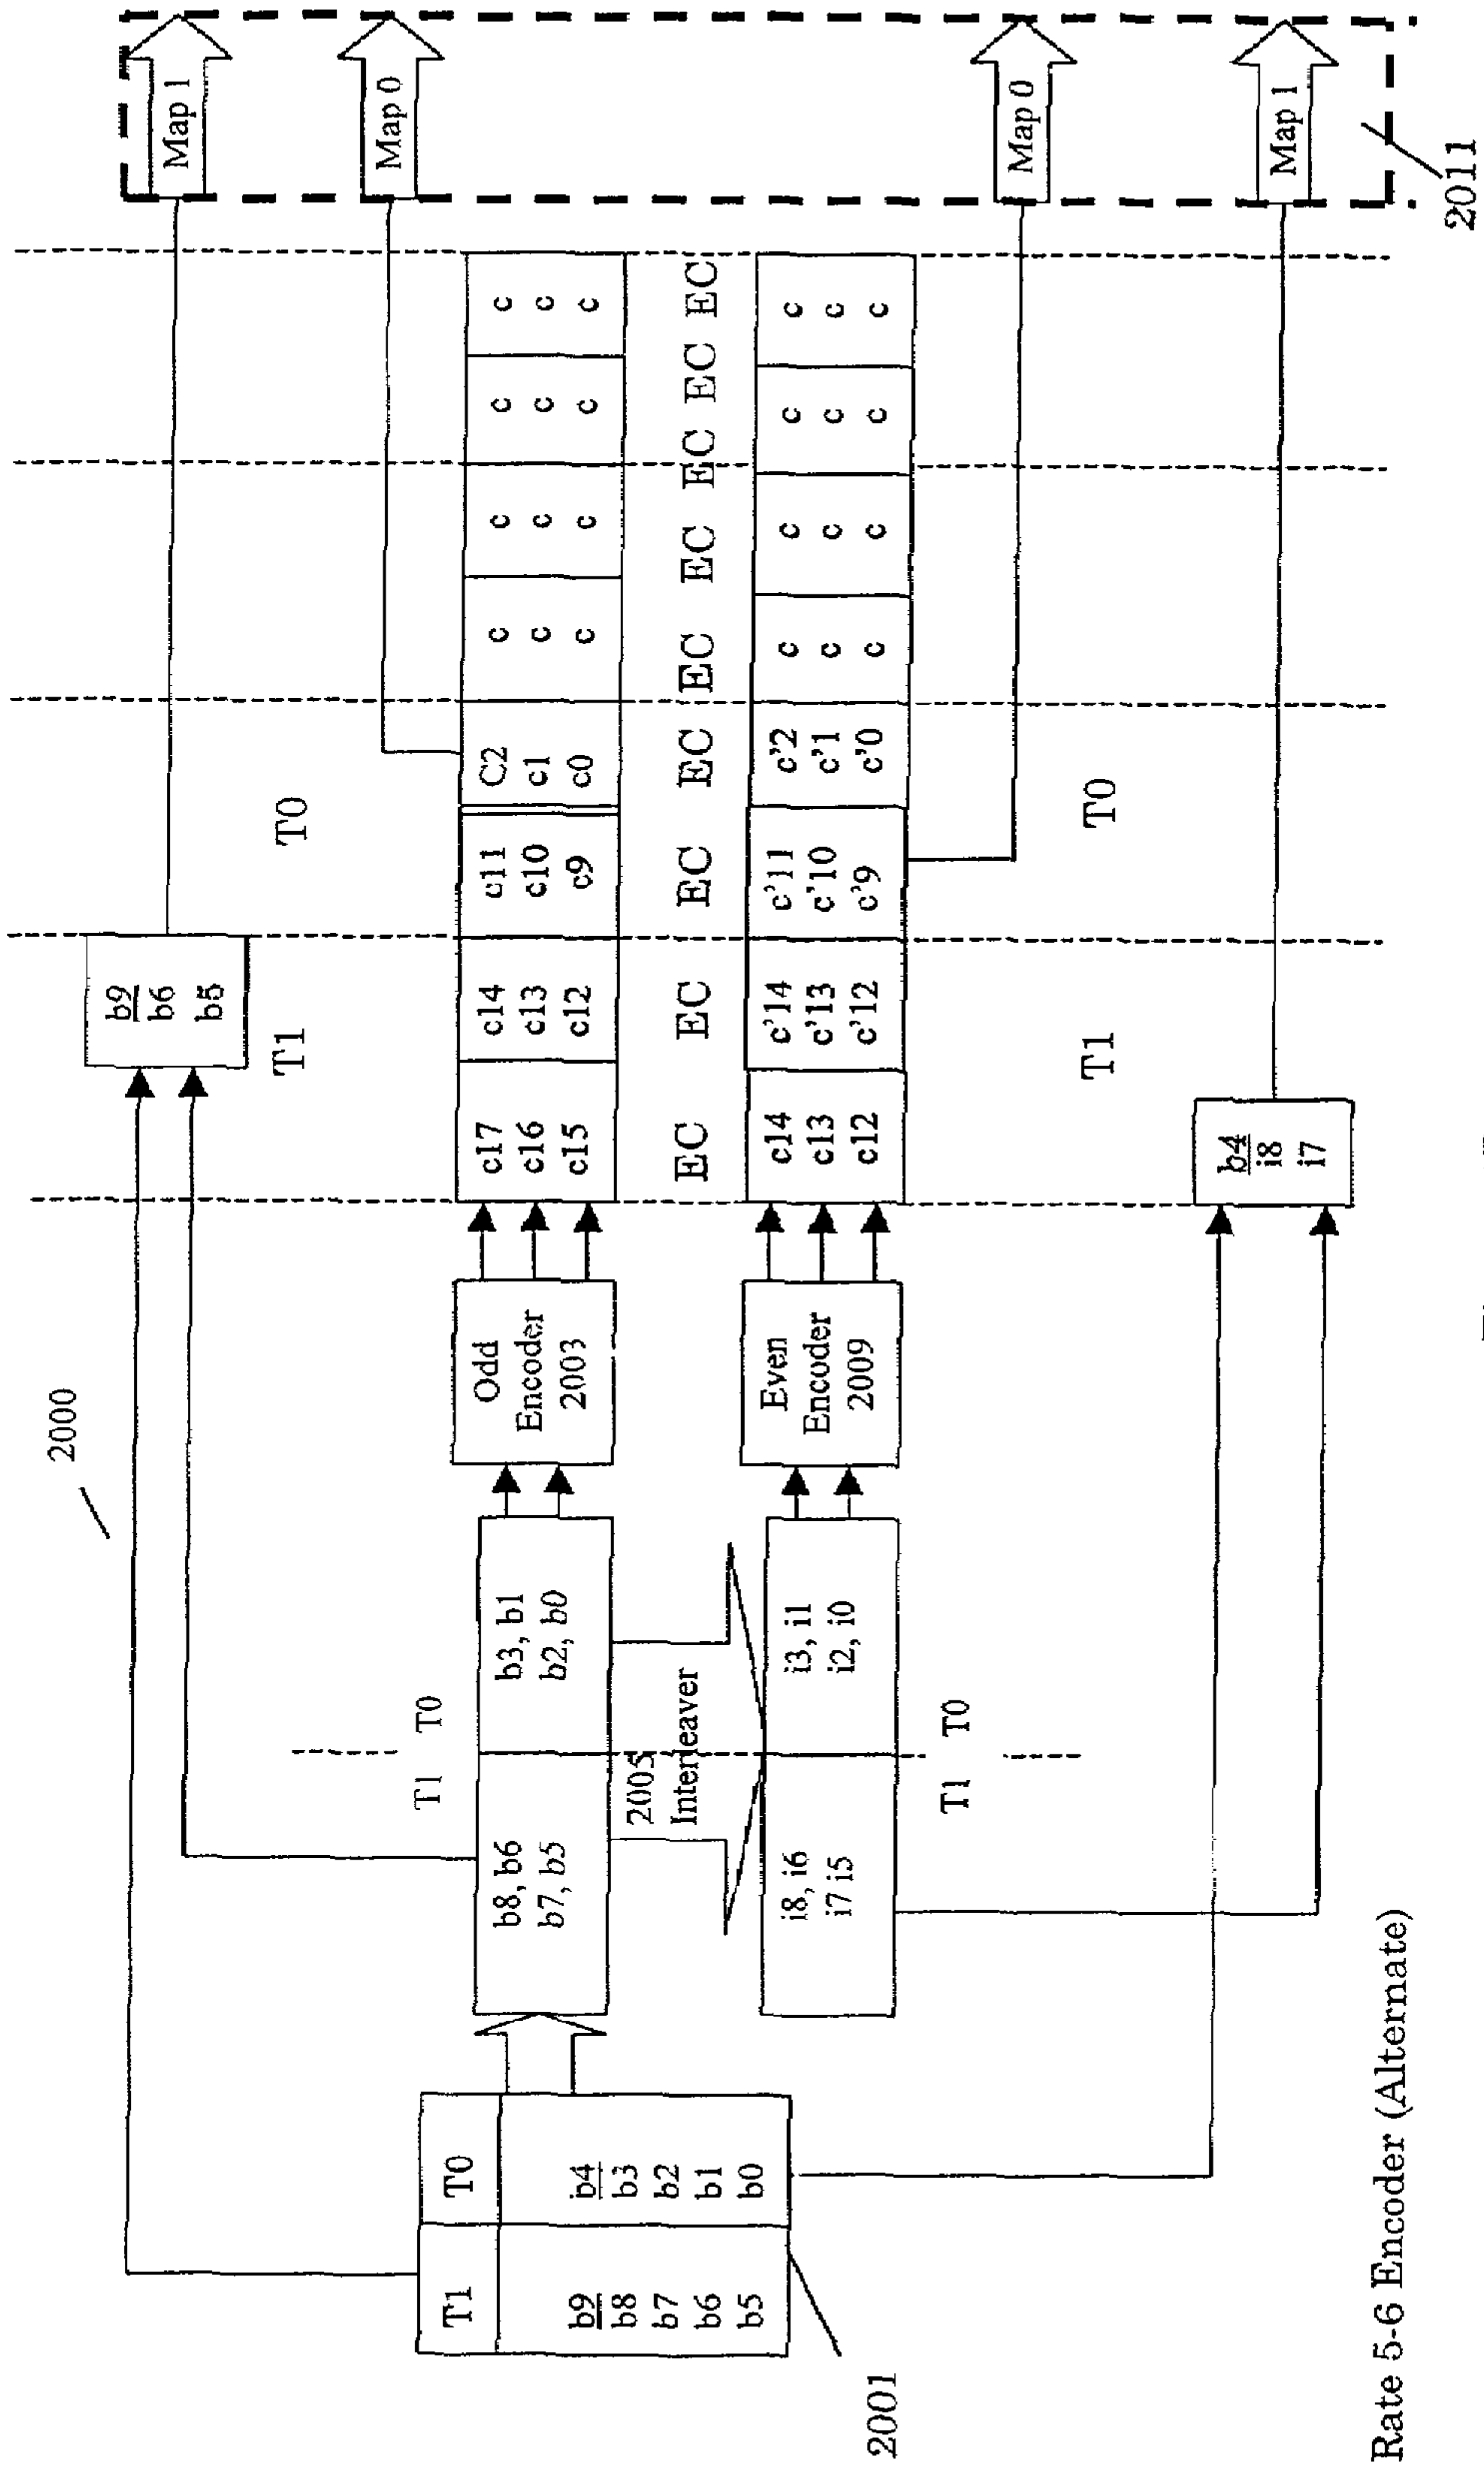 2000
T1
T0
b9
b8
b7
b6
b5
b4
b3
b2
b1
b0
2001
T1
T0
b8, b6
b7, b5
b3, b1
b2, b0
2005
Interleaver
i8, i6
i7 i5
i3, i1
i2, i0
T1
T0
Odd
Encoder
2003
Even
Encoder
2009
b9
b6
b5
T1
T0
c17
c16
c15
c14
c13
c12
c11
c10
c9
C2
c1
c0
c
c
c
c
c
c
c
c
c
c
c
c
EC
EC
EC
EC
EC
EC
EC
EC
c14
c13
c12
c'14
c'13
c'12
c'11
c'10
c'9
c'2
c'1
c'0
c
c
c
c
c
c
c
c
c
c
c
c
T1
T0
b4
i8
i7
Map 1
Map 0
Map 0
Map 1
2011
Rate 5-6 Encoder (Alternate)